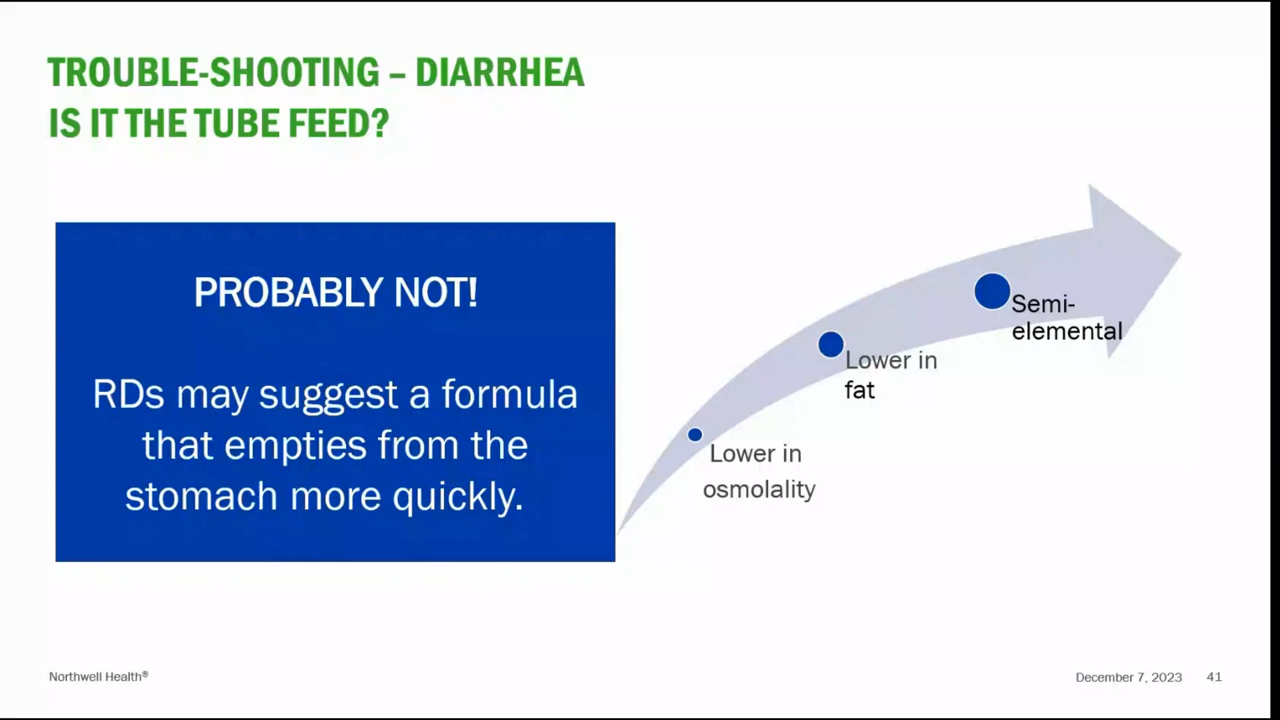 TROUBLE-SHOOTING – DIARRHEA
IS IT THE TUBE FEED?
PROBABLY NOT!
RDs may suggest a formula
that empties from the
stomach more quickly.
Lower in
osmolality
Lower in
fat
Semi-
elemental
Northwell Health®
December 7, 2023
41